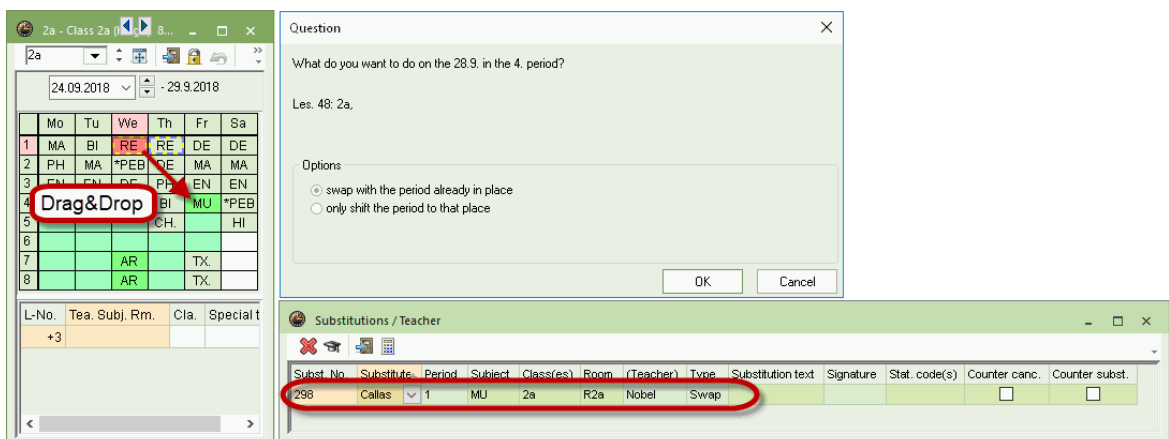 2a - Class 2a ( 8...
2a
24.09.2018 - 29.9.2018
Mo Tu We Th Fr Sa
1 MA BI RE RE DE DE
2 PH MA *PEB DE MA MA
3 EN EN DE PH EN EN
4 Drag&Drop BI MU *PEB
5 CH. HI
6
7 AR TX.
8 AR TX.
L-No. Tea. Subj. Rm. Cla. Special t
+3
Question
What do you want to do on the 28.9. in the 4. period?
Les. 48: 2a,
Options
swap with the period already in place
only shift the period to that place
OK Cancel
Substitutions / Teacher
Subst. No. Substitute Period Subject Class(es) Room (Teacher) Type Substitution text Signature Stat. code(s) Counter canc. Counter subst.
298 Callas 1 MU 2a R2a Nobel Swap